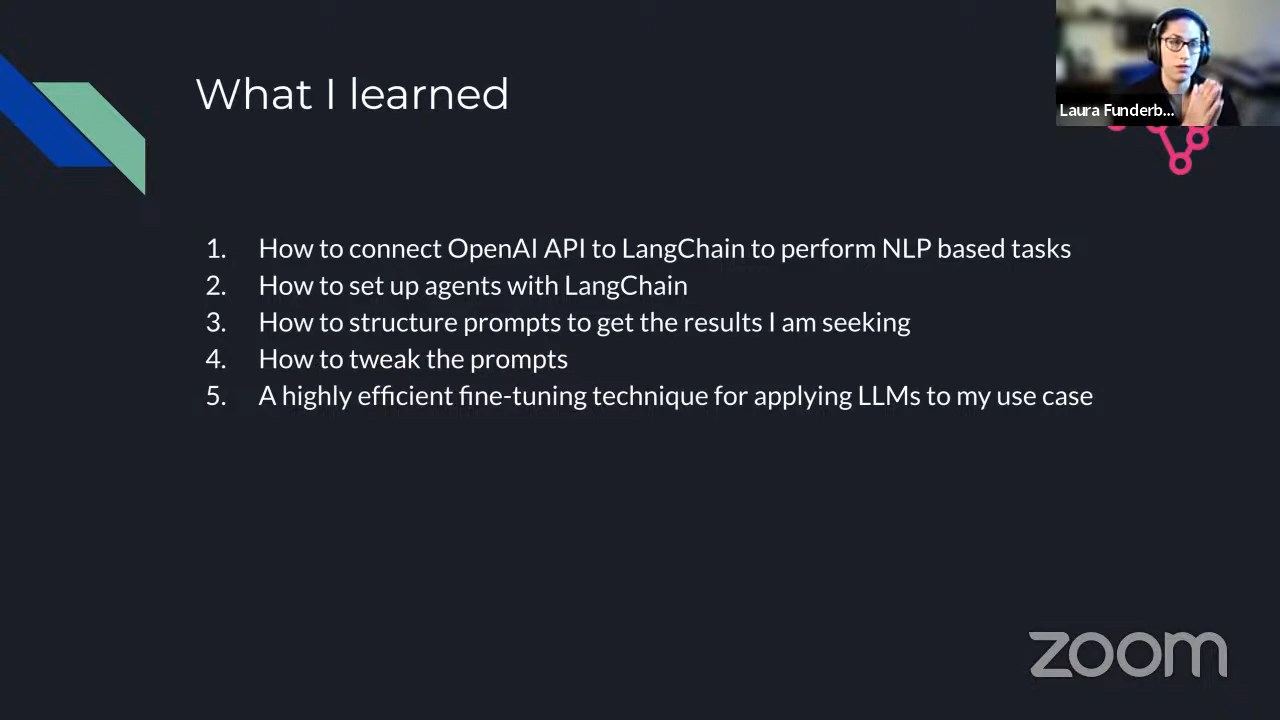 What I learned
Laura Funderb...
1. How to connect OpenAI API to LangChain to perform NLP based tasks
2. How to set up agents with LangChain
3. How to structure prompts to get the results I am seeking
4. How to tweak the prompts
5. A highly efficient fine-tuning technique for applying LLMs to my use case
zoom